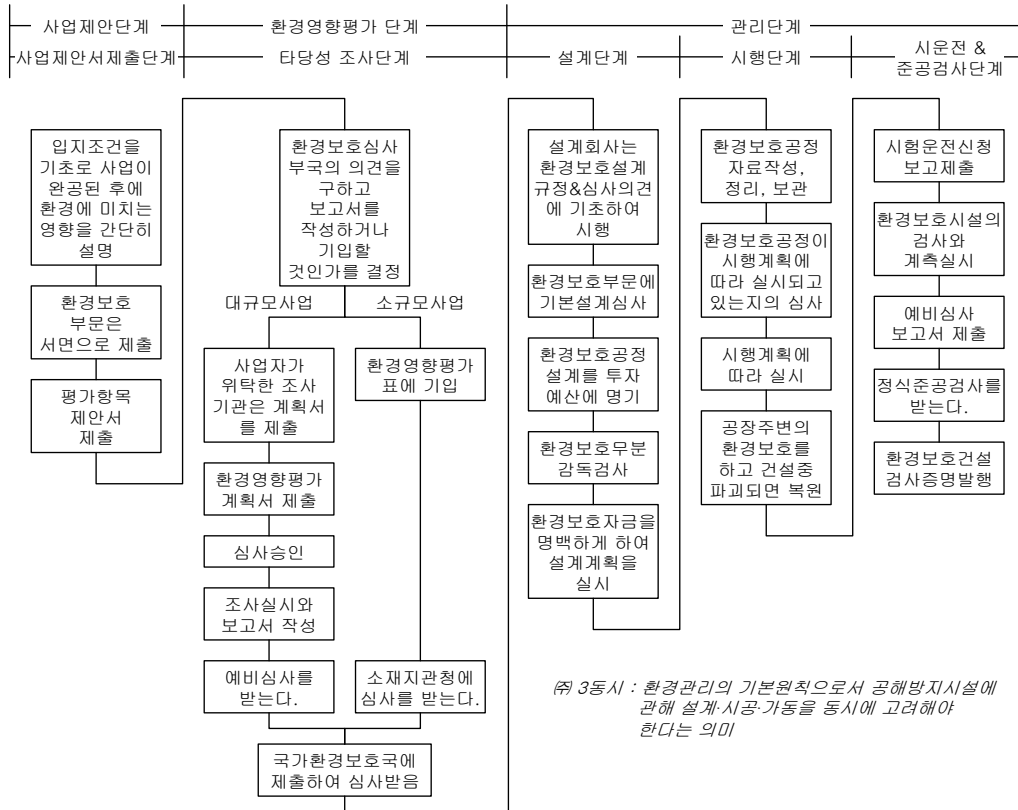 사업제안단계
환경영향평가 단계
관리단계
사업제안서제출단계
타당성 조사단계
설계단계
시행단계
시운전 &
준공검사단계
입지조건을
기초로 사업이
완공된 후에
환경에 미치는
영향을 간단히
설명
환경보호
부문은
서면으로 제출
평가항목
제안서
제출
환경보호심사
부국의 의견을
구하고
보고서를
작성하거나
기입할
것인가를 결정
대규모사업
소규모사업
사업자가
위탁한 조사
기관은 계획서
를 제출
환경영향평가
계획서 제출
심사승인
조사실시와
보고서 작성
예비심사를
받는다.
환경영향평가
표에 기입
소재지관청에
심사를 받는다.
국가환경보호국에
제출하여 심사받음
설계회사는
환경보호설계
규정&심사의견
에 기초하여
시행
환경보호부문에
기본설계심사
환경보호공정
설계를 투자
예산에 명기
환경보호무분
감독검사
환경보호자금을
명백하게 하여
설계계획을
실시
환경보호공정
자료작성,
정리, 보관
환경보호공정이
시행계획에
따라 실시되고
있는지의 심사
시행계획에
따라 실시
공장주변의
환경보호를
하고 건설중
파괴되면 복원
시험운전신청
보고제출
환경보호시설의
검사와
계측실시
예비심사
보고서 제출
정식준공검사를
받는다.
환경보호건설
검사증명발행
㈜ 3동시 : 환경관리의 기본원칙으로서 공해방지시설에
관해 설계·시공·가동을 동시에 고려해야
한다는 의미